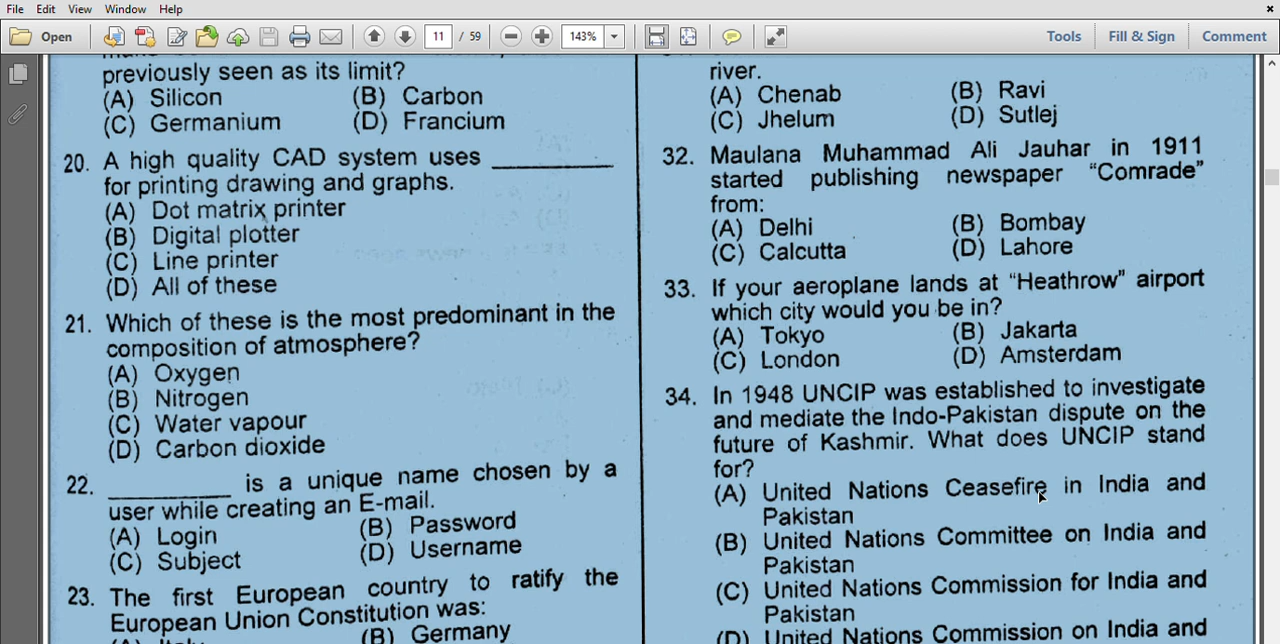 File Edit View Window Help
Open 11 / 59 143% Tools Fill & Sign Comment
previously seen as its limit?
(A) Silicon (B) Carbon
(C) Germanium (D) Francium
20. A high quality CAD system uses __________
for printing drawing and graphs.
(A) Dot matrix printer
(B) Digital plotter
(C) Line printer
(D) All of these
21. Which of these is the most predominant in the
composition of atmosphere?
(A) Oxygen
(B) Nitrogen
(C) Water vapour
(D) Carbon dioxide
22. __________ is a unique name chosen by a
user while creating an E-mail.
(A) Login (B) Password
(C) Subject (D) Username
23. The first European country to ratify the
European Union Constitution was:
(A) Italy (B) Germany
river.
(A) Chenab (B) Ravi
(C) Jhelum (D) Sutlej
32. Maulana Muhammad Ali Jauhar in 1911
started publishing newspaper “Comrade”
from:
(A) Delhi (B) Bombay
(C) Calcutta (D) Lahore
33. If your aeroplane lands at “Heathrow” airport
which city would you be in?
(A) Tokyo (B) Jakarta
(C) London (D) Amsterdam
34. In 1948 UNCIP was established to investigate
and mediate the Indo-Pakistan dispute on the
future of Kashmir. What does UNCIP stand
for?
(A) United Nations Ceasefire in India and
Pakistan
(B) United Nations Committee on India and
Pakistan
(C) United Nations Commission for India and
Pakistan
(D) United Nations Commission on India and